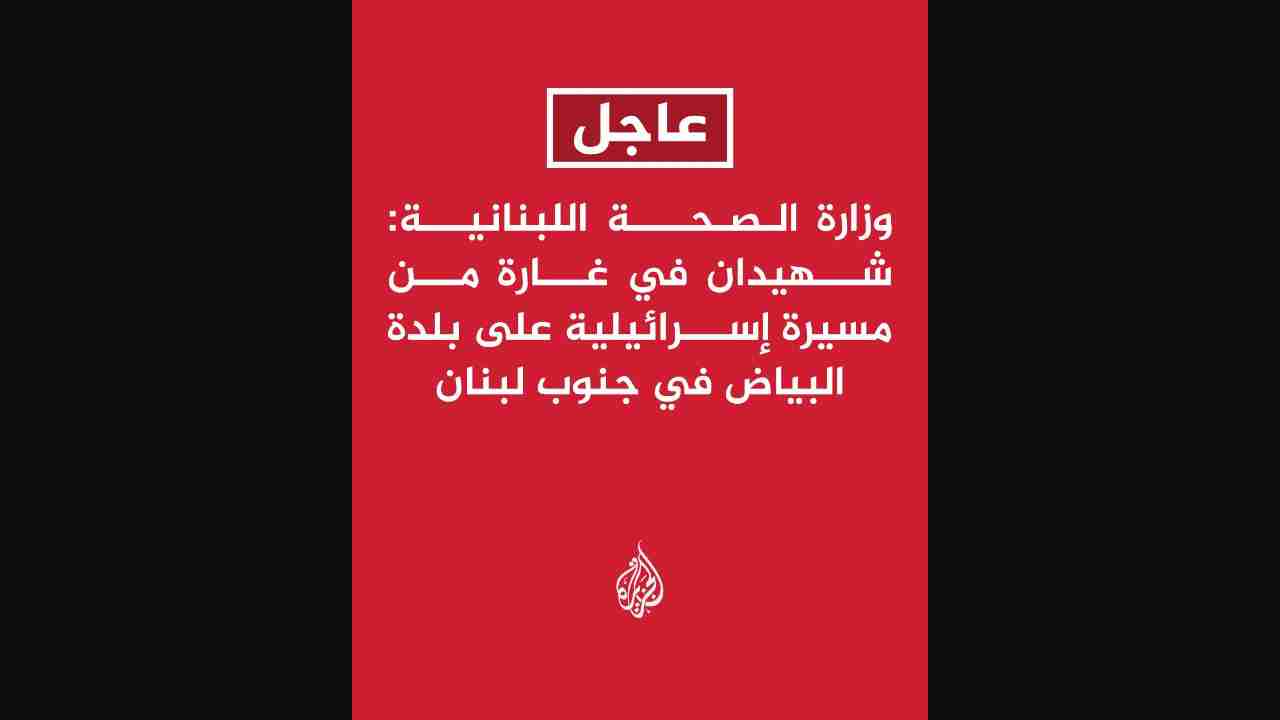 عاجل
وزارة الصحة اللبنانية:
شهيدان في غارة من
مسيرة إسرائيلية على بلدة
البياض في جنوب لبنان
الجزيرة